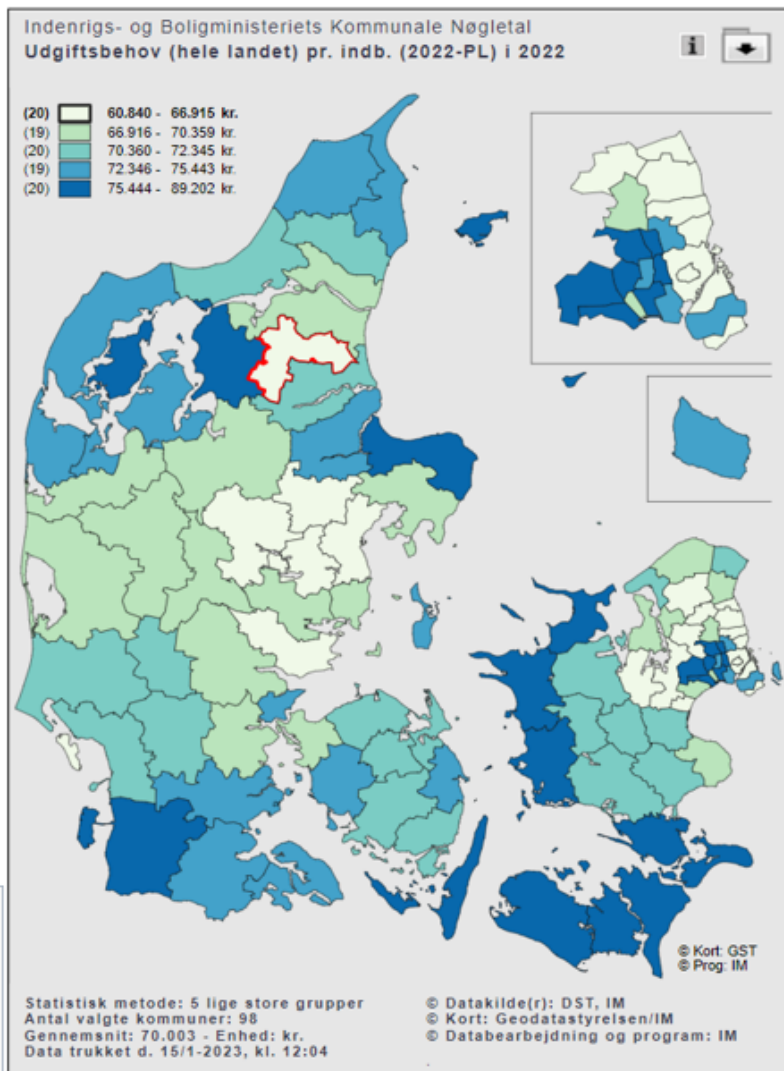 Indenrigs- og Boligministeriets Kommunale Nøgletal
Udgiftsbehov (hele landet) pr. indb. (2022-PL) i 2022
i
(20) 60.840 - 66.915 kr.
(19) 66.916 - 70.359 kr.
(20) 70.360 - 72.345 kr.
(19) 72.346 - 75.443 kr.
(20) 75.444 - 89.202 kr.
© Kort: GST
© Prog: IM
Statistisk metode: 5 lige store grupper
Antal valgte kommuner: 98
Gennemsnit: 70.003 - Enhed: kr.
Data trukket d. 15/1-2023, kl. 12:04
© Datakilde(r): DST, IM
© Kort: Geodatastyrelsen/IM
© Databearbejdning og program: IM